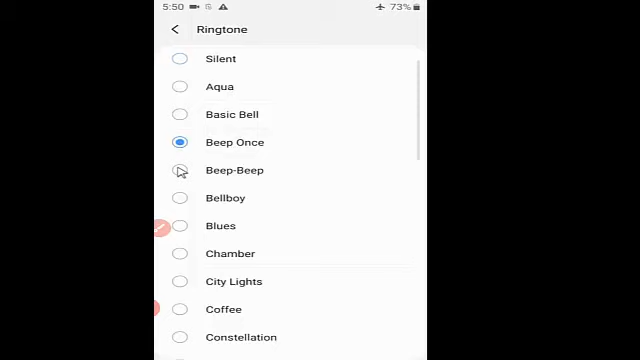 5:50 73%
Ringtone
Silent
Aqua
Basic Bell
Beep Once
Beep-Beep
Bellboy
Blues
Chamber
City Lights
Coffee
Constellation